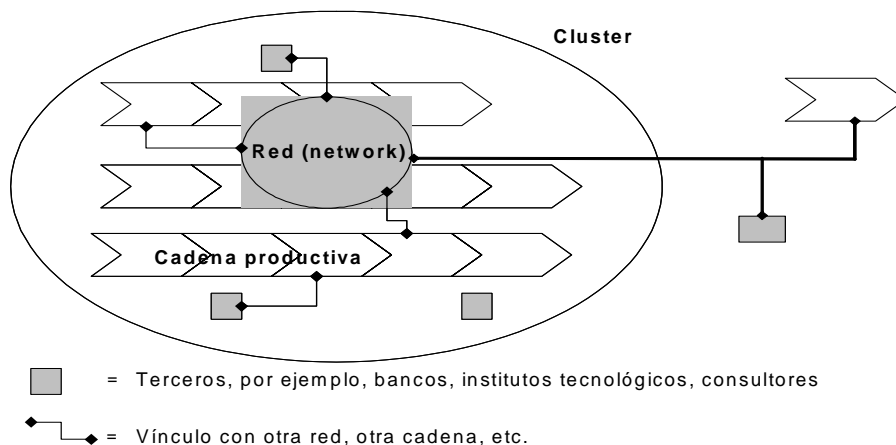 Cluster
Red (network)
Cadena productiva
= Terceros, por ejemplo, bancos, institutos tecnológicos, consultores
= Vínculo con otra red, otra cadena, etc.